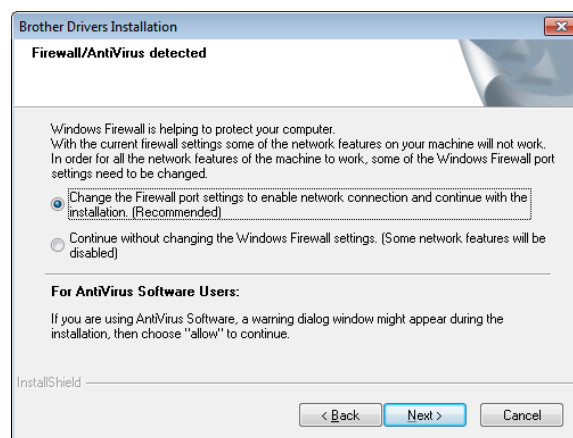 Brother Drivers Installation
Firewall/AntiVirus detected
Windows Firewall is helping to protect your computer.
With the current firewall settings some of the network features on your machine will not work.
In order for all the network features of the machine to work, some of the Windows Firewall port
settings need to be changed.
Change the Firewall port settings to enable network connection and continue with the
installation. (Recommended)
Continue without changing the Windows Firewall settings. (Some network features will be
disabled)
For AntiVirus Software Users:
If you are using AntiVirus Software, a warning dialog window might appear during the
installation, then choose "allow" to continue.
InstallShield
< Back
Next >
Cancel